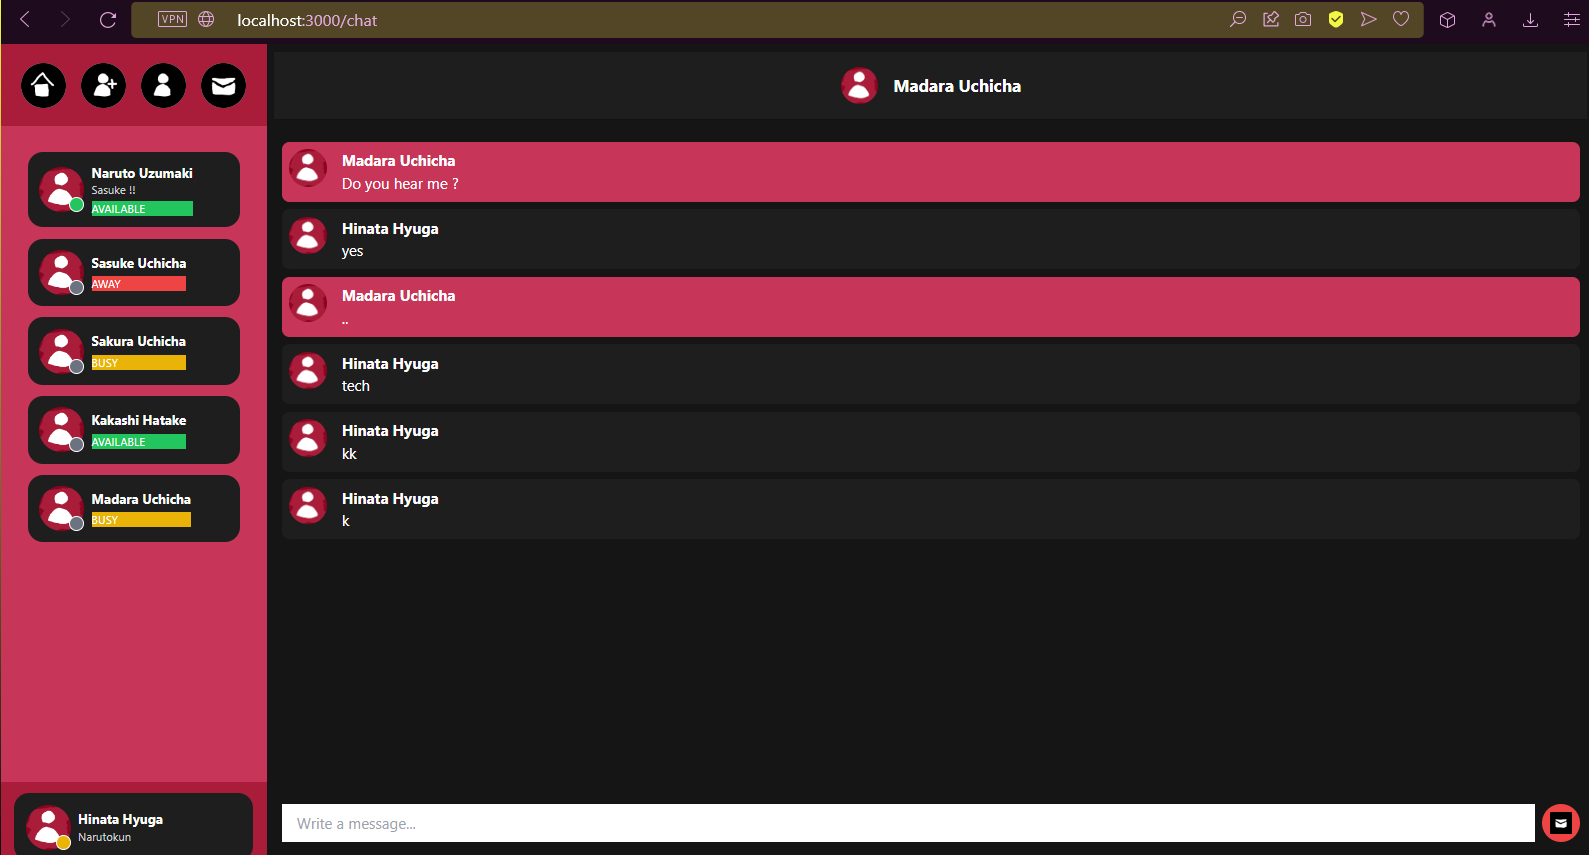 VPN
localhost:3000/chat
Madara Uchicha
Naruto Uzumaki
Sasuke !!
AVAILABLE
Sasuke Uchicha
AWAY
Sakura Uchicha
BUSY
Kakashi Hatake
AVAILABLE
Madara Uchicha
BUSY
Hinata Hyuga
Narutokun
Madara Uchicha
Do you hear me ?
Hinata Hyuga
yes
Madara Uchicha
..
Hinata Hyuga
tech
Hinata Hyuga
kk
Hinata Hyuga
k
Write a message...